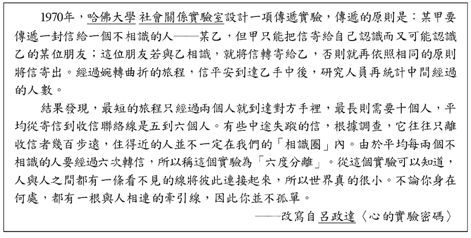 1970年，哈佛大學 社會關係實驗室設計一項傳遞實驗，傳遞的原則是：某甲要
傳遞一封信給一個不相識的人——某乙，但甲只能把信寄給自己認識而又可能認識
乙的某位朋友；這位朋友若與乙相識，就將信轉寄給乙，否則就再依照相同的原則
將信寄出。經過婉轉曲折的旅程，信平安到達乙手中後，研究人員再統計中間經過
的人數。
結果發現，最短的旅程只經過兩個人就到達對方手裡，最長則需要十個人，平
均從寄信到收信聯絡線是五到六個人。有些中途失蹤的信，根據調查，它往往只離
收信者幾百步遠，住得近的人並不一定在我們的「相識圈」內。由於平均每兩個不
相識的人要經過六次轉信，所以稱這個實驗為「六度分離」。從這個實驗可以知道，
人與人之間都有一條看不見的線將彼此連接起來，所以世界真的很小。不論你身在
何處，都有一根與人相連的牽引線，因此你並不孤單。
——改寫自呂政達〈心的實驗密碼〉